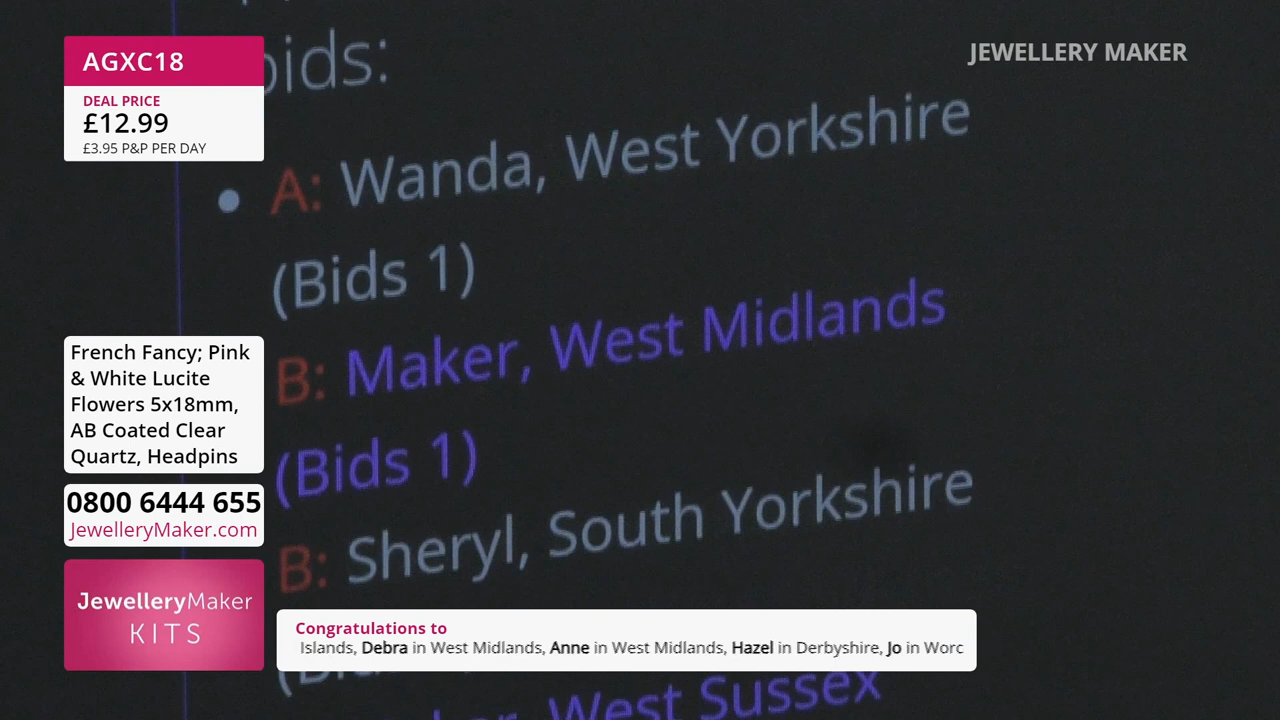 AGXC18
DEAL PRICE
£12.99
£3.95 P&P PER DAY
JEWELLERY MAKER
bids:
A: Wanda, West Yorkshire
(Bids 1)
B: Maker, West Midlands
(Bids 1)
B: Sheryl, South Yorkshire
West Sussex
French Fancy; Pink
& White Lucite
Flowers 5x18mm,
AB Coated Clear
Quartz, Headpins
0800 6444 655
JewelleryMaker.com
JewelleryMaker
KITS
Congratulations to
Islands, Debra in West Midlands, Anne in West Midlands, Hazel in Derbyshire, Jo in Worc